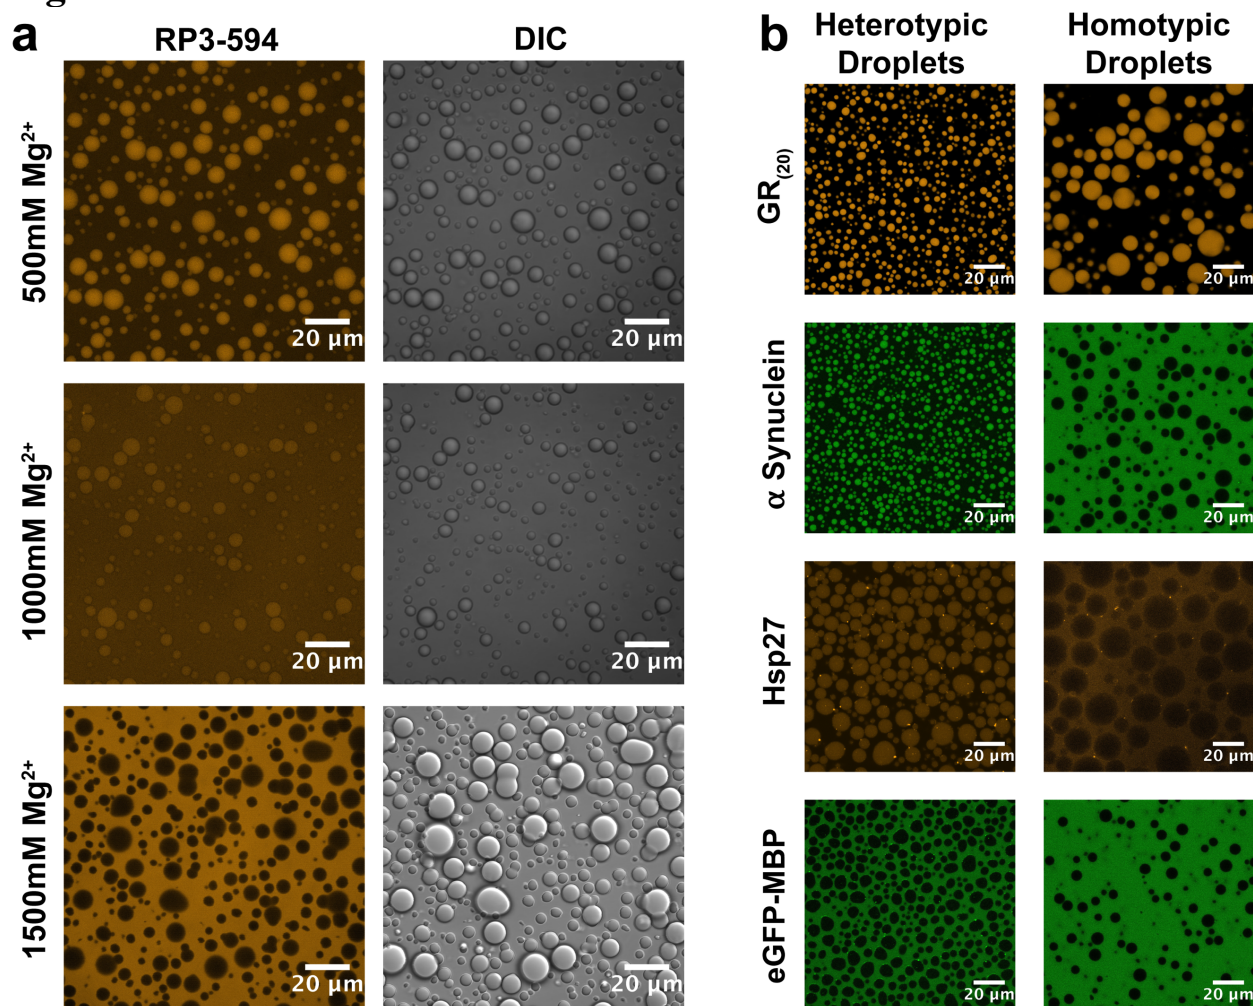 a
RP3-594
DIC
500mM Mg²⁺
20 µm
20 µm
1000mM Mg²⁺
20 µm
20 µm
1500mM Mg²⁺
20 µm
20 µm
b
Heterotypic
Droplets
Homotypic
Droplets
GR₍₂₀₎
20 µm
20 µm
α Synuclein
20 µm
20 µm
Hsp27
20 µm
20 µm
eGFP-MBP
20 µm
20 µm